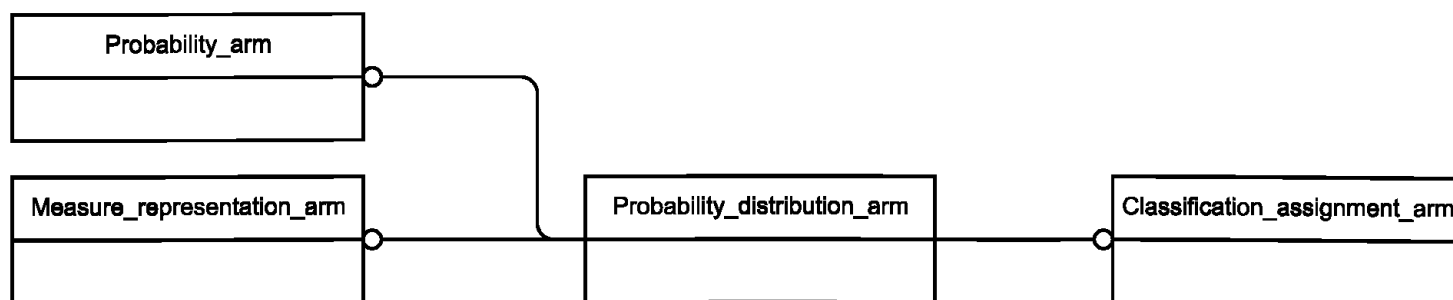 Probability_arm
Measure_representation_arm
Probability_distribution_arm
Classification_assignment_arm